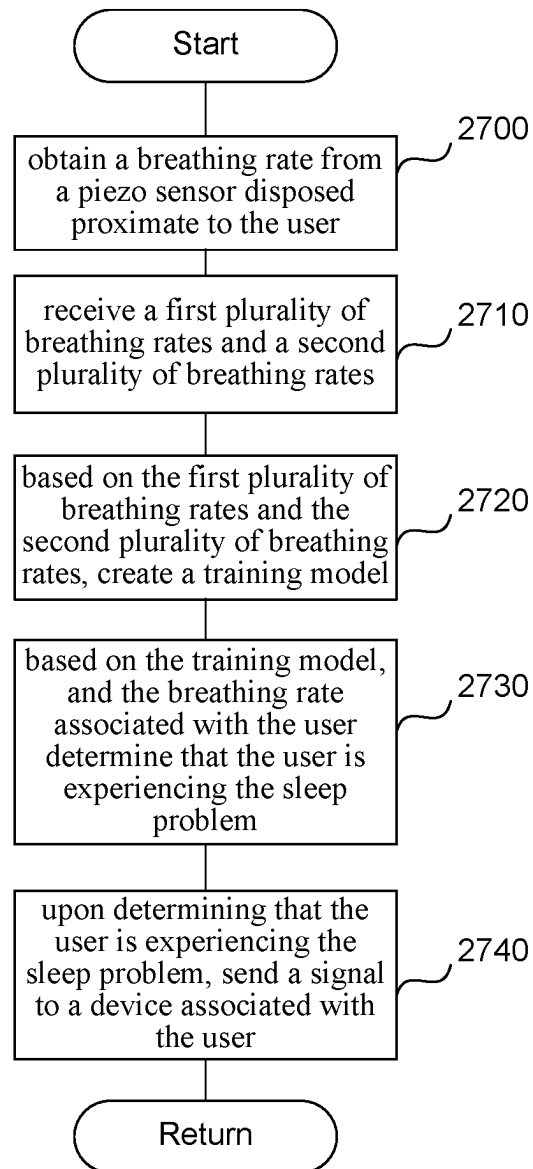 Start
2700
obtain a breathing rate from
a piezo sensor disposed
proximate to the user
2710
receive a first plurality of
breathing rates and a second
plurality of breathing rates
2720
based on the first plurality of
breathing rates and the
second plurality of breathing
rates, create a training model
2730
based on the training model,
and the breathing rate
associated with the user
determine that the user is
experiencing the sleep
problem
2740
upon determining that the
user is experiencing the
sleep problem, send a signal
to a device associated with
the user
Return